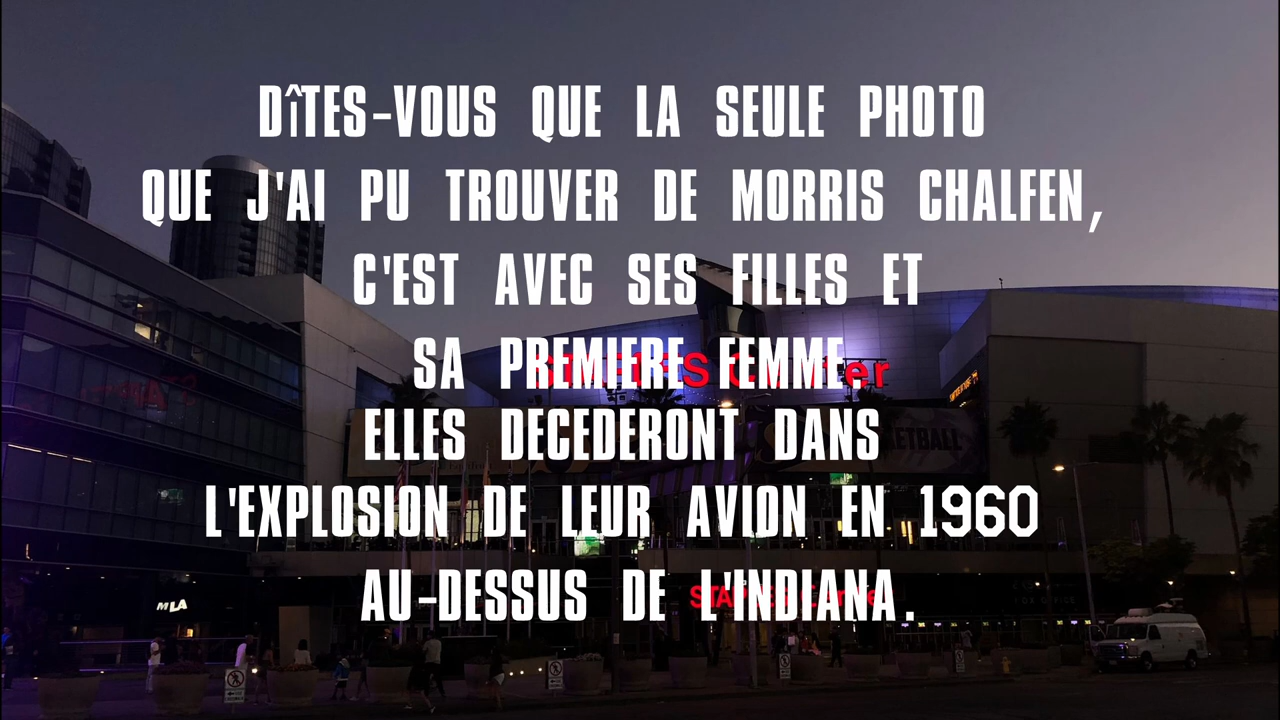 DîTES-VOUS QUE LA SEULE PHOTO
QUE J'AI PU TROUVER DE MORRIS CHALFEN,
C'EST AVEC SES FILLES ET
SA PREMIERE FEMME.
ELLES DECEDERONT DANS
L'EXPLOSION DE LEUR AVION EN 1960
AU-DESSUS DE L'INDIANA.
MLA